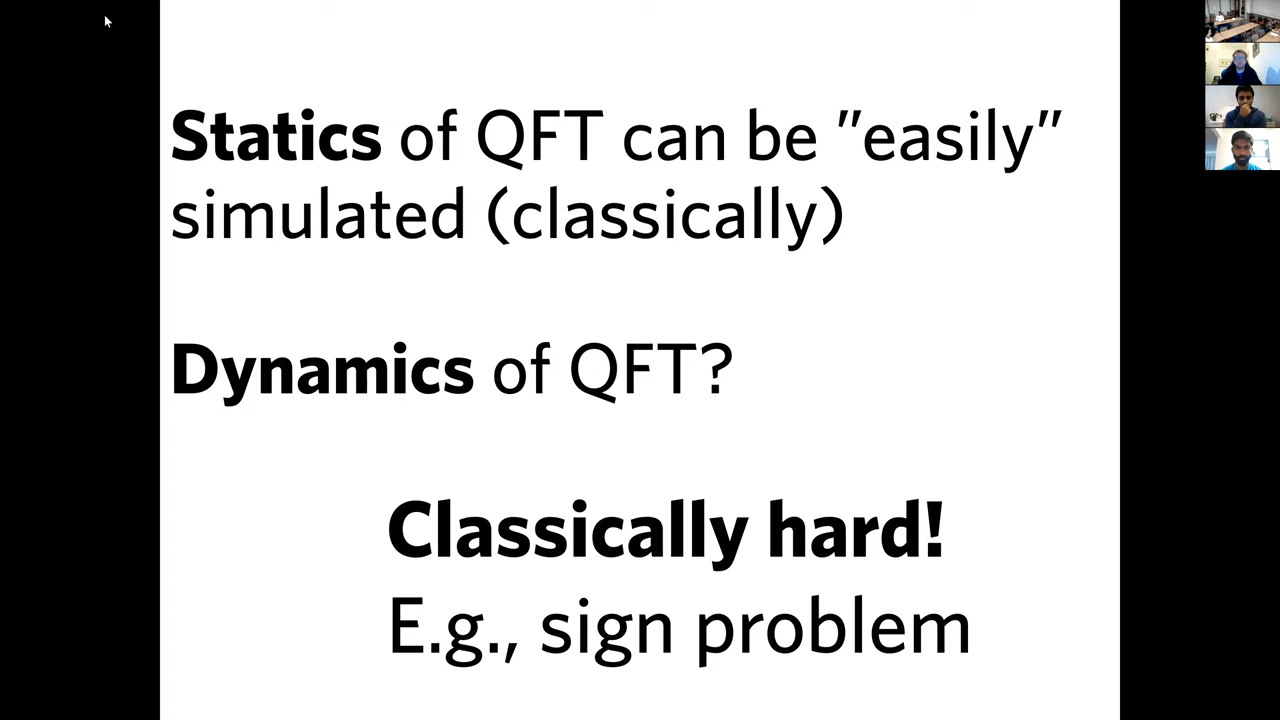 Statics of QFT can be ”easily”
simulated (classically)
Dynamics of QFT?
Classically hard!
E.g., sign problem